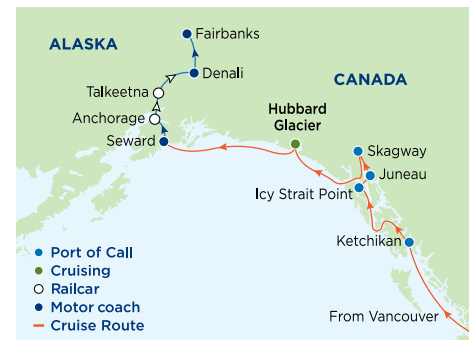 Fairbanks
ALASKA
Denali
CANADA
Talkeetna
Hubbard
Glacier
Anchorage
Seward
Skagway
Juneau
Icy Strait Point
Ketchikan
Port of Call
Cruising
Railcar
Motor coach
Cruise Route
From Vancouver